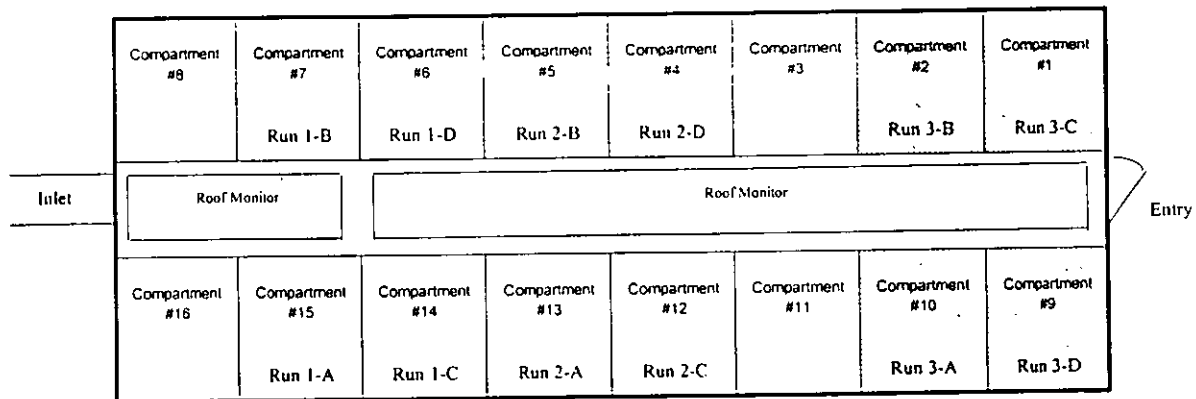 Compartment
#8
Compartment
#7
Compartment
#6
Compartment
#5
Compartment
#4
Compartment
#3
Compartment
#2
Compartment
#1
Run 1-B
Run 1-D
Run 2-B
Run 2-D
Run 3-B
Run 3-C
Inlet
Roof Monitor
Roof Monitor
Entry
Compartment
#16
Compartment
#15
Compartment
#14
Compartment
#13
Compartment
#12
Compartment
#11
Compartment
#10
Compartment
#9
Run 1-A
Run 1-C
Run 2-A
Run 2-C
Run 3-A
Run 3-D